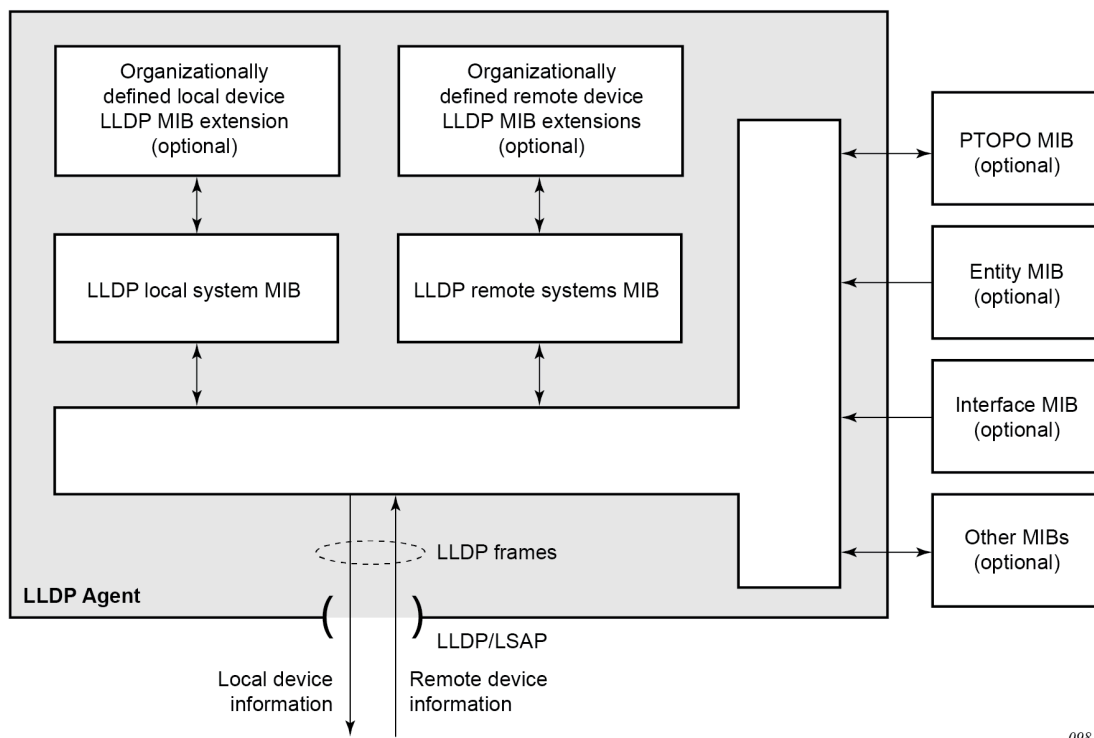 Organizationally
defined local device
LLDP MIB extension
(optional)
Organizationally
defined remote device
LLDP MIB extensions
(optional)
PTOPO MIB
(optional)
LLDP local system MIB
LLDP remote systems MIB
Entity MIB
(optional)
Interface MIB
(optional)
Other MIBs
(optional)
LLDP frames
LLDP Agent
LLDP/LSAP
Local device
information
Remote device
information
098